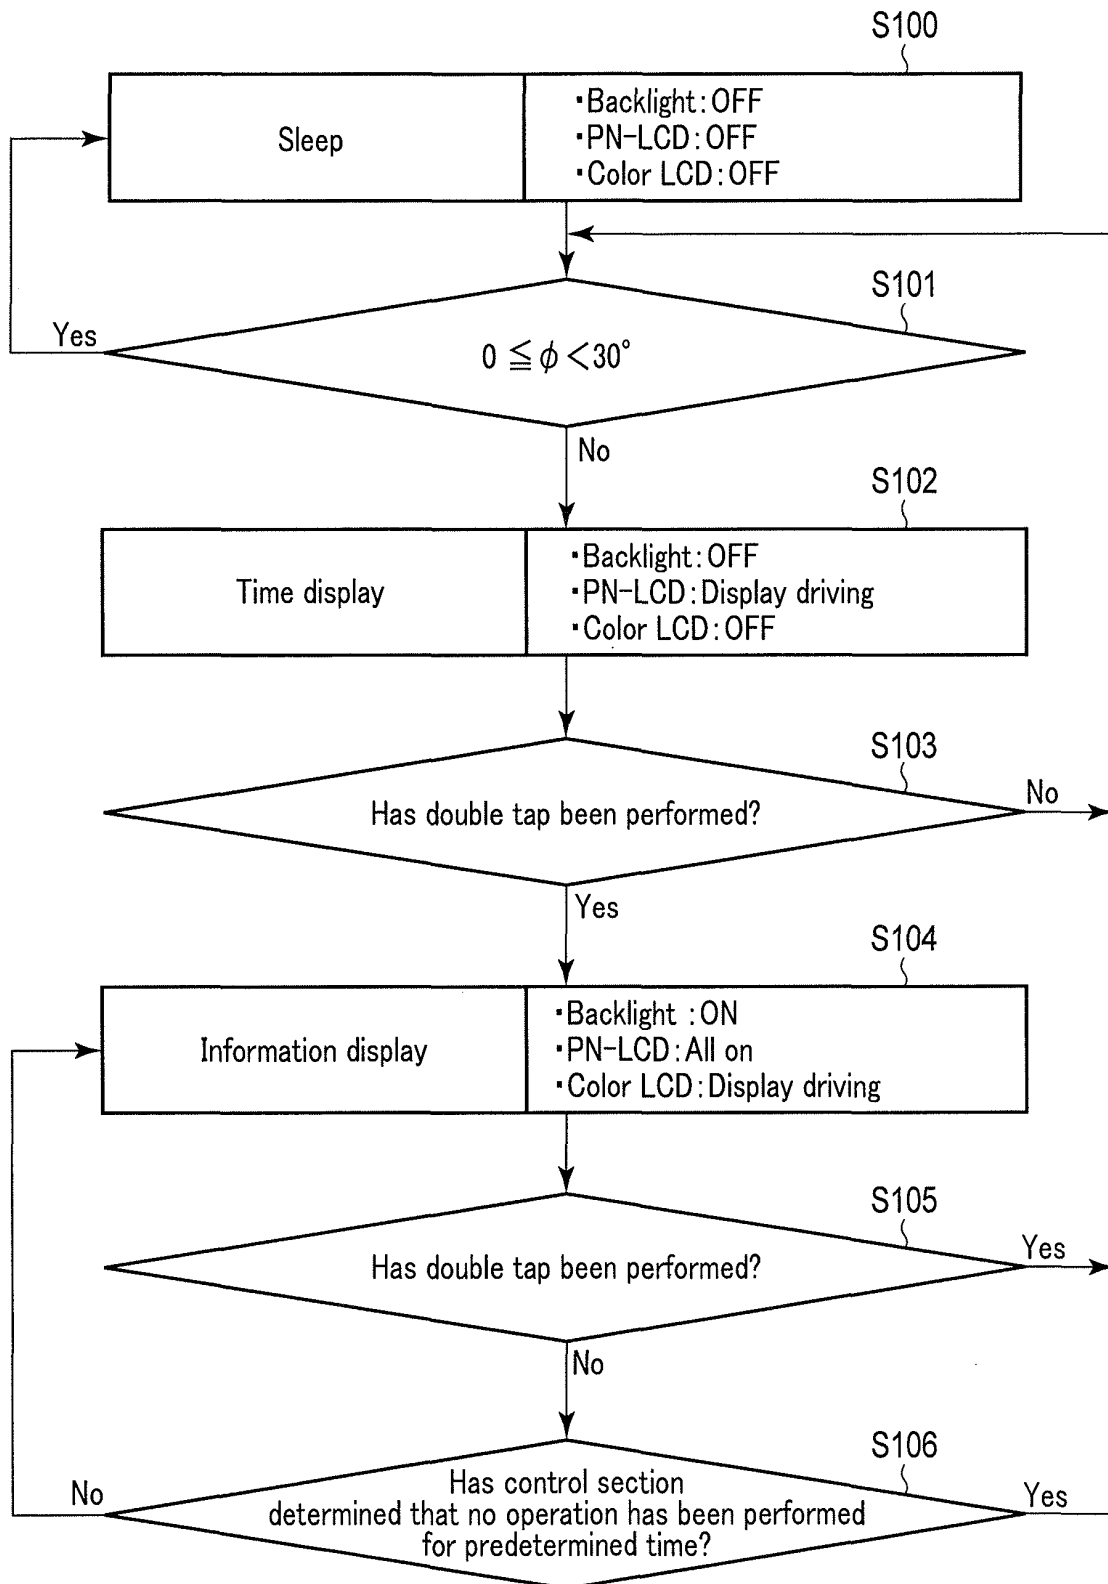 S100
Sleep
・Backlight:OFF
・PN-LCD:OFF
・Color LCD:OFF
S101
Yes
0 ≦ ϕ <30°
No
S102
Time display
・Backlight:OFF
・PN-LCD:Display driving
・Color LCD:OFF
S103
Has double tap been performed?
No
Yes
S104
Information display
・Backlight :ON
・PN-LCD:All on
・Color LCD:Display driving
S105
Has double tap been performed?
Yes
No
S106
No
Has control section
determined that no operation has been performed
for predetermined time?
Yes